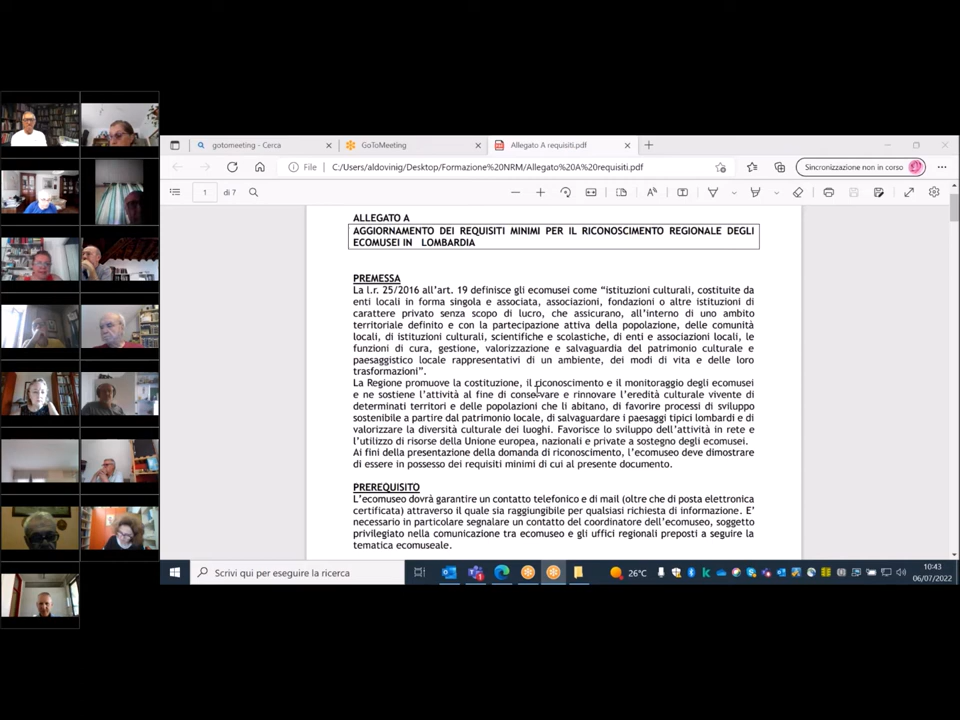 gotomeeting - Cerca
GoToMeeting
Allegato A requisiti.pdf
File
C:/Users/aldovinig/Desktop/Formazione%20NRM/Allegato%20A%20requisiti.pdf
Sincronizzazione non in corso
1
di 7
ALLEGATO A
AGGIORNAMENTO DEI REQUISITI MINIMI PER IL RICONOSCIMENTO REGIONALE DEGLI
ECOMUSEI IN LOMBARDIA
PREMESSA
La l.r. 25/2016 all'art. 19 definisce gli ecomusei come "istituzioni culturali, costituite da
enti locali in forma singola e associata, associazioni, fondazioni o altre istituzioni di
carattere privato senza scopo di lucro, che assicurano, all'interno di uno ambito
territoriale definito e con la partecipazione attiva della popolazione, delle comunità
locali, di istituzioni culturali, scientifiche e scolastiche, di enti e associazioni locali, le
funzioni di cura, gestione, valorizzazione e salvaguardia del patrimonio culturale e
paesaggistico locale rappresentativi di un ambiente, dei modi di vita e delle loro
trasformazioni".
La Regione promuove la costituzione, il riconoscimento e il monitoraggio degli ecomusei
e ne sostiene l'attività al fine di conservare e rinnovare l'eredità culturale vivente di
determinati territori e delle popolazioni che li abitano, di favorire processi di sviluppo
sostenibile a partire dal patrimonio locale, di salvaguardare i paesaggi tipici lombardi e di
valorizzare la diversità culturale dei luoghi. Favorisce lo sviluppo dell'attività in rete e
l'utilizzo di risorse della Unione europea, nazionali e private a sostegno degli ecomusei.
Ai fini della presentazione della domanda di riconoscimento, l'ecomuseo deve dimostrare
di essere in possesso dei requisiti minimi di cui al presente documento.
PREREQUISITO
L'ecomuseo dovrà garantire un contatto telefonico e di mail (oltre che di posta elettronica
certificata) attraverso il quale sia raggiungibile per qualsiasi richiesta di informazione. E'
necessario in particolare segnalare un contatto del coordinatore dell'ecomuseo, soggetto
privilegiato nella comunicazione tra ecomuseo e gli uffici regionali preposti a seguire la
tematica ecomuseale.
Scrivi qui per eseguire la ricerca
26°C
10:43
06/07/2022